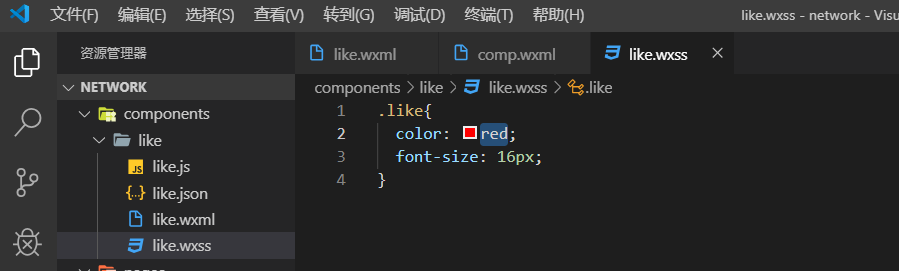 文件(F) 编辑(E) 选择(S) 查看(V) 转到(G) 调试(D) 终端(T) 帮助(H) like.wxss - network - Visu
资源管理器
like.wxml comp.wxml like.wxss
NETWORK
components
like
JS like.js
{..} like.json
like.wxml
like.wxss
components > like > like.wxss > .like
1 .like{
2 color: red;
3 font-size: 16px;
4 }